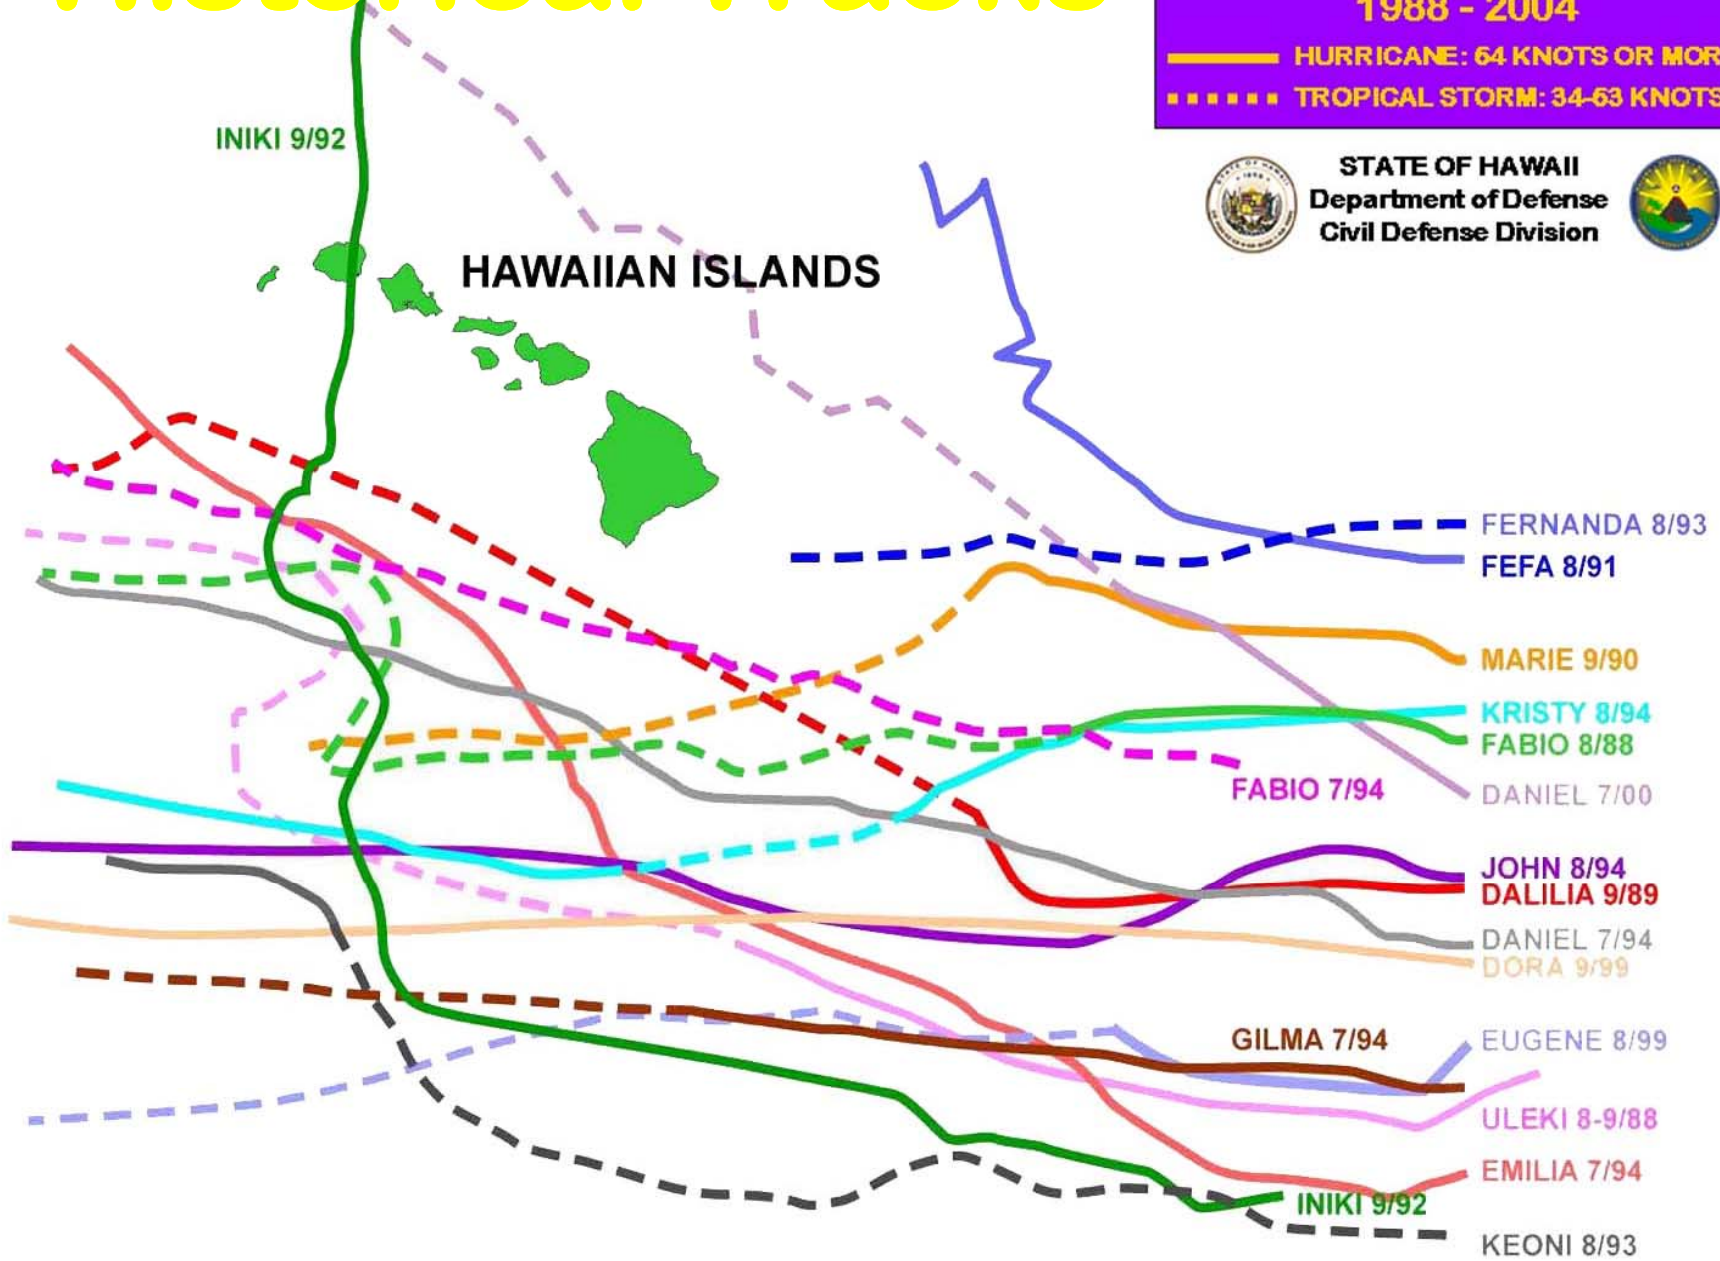 Historical Tracks
1988 - 2004
HURRICANE: 64 KNOTS OR MOR
TROPICAL STORM: 34-63 KNOTS
STATE OF HAWAII
Department of Defense
Civil Defense Division
INIKI 9/92
HAWAIIAN ISLANDS
FERNANDA 8/93
FEFA 8/91
MARIE 9/90
KRISTY 8/94
FABIO 8/88
FABIO 7/94
DANIEL 7/00
JOHN 8/94
DALILIA 9/89
DANIEL 7/94
DORA 9/99
GILMA 7/94
EUGENE 8/99
ULEKI 8-9/88
EMILIA 7/94
INIKI 9/92
KEONI 8/93